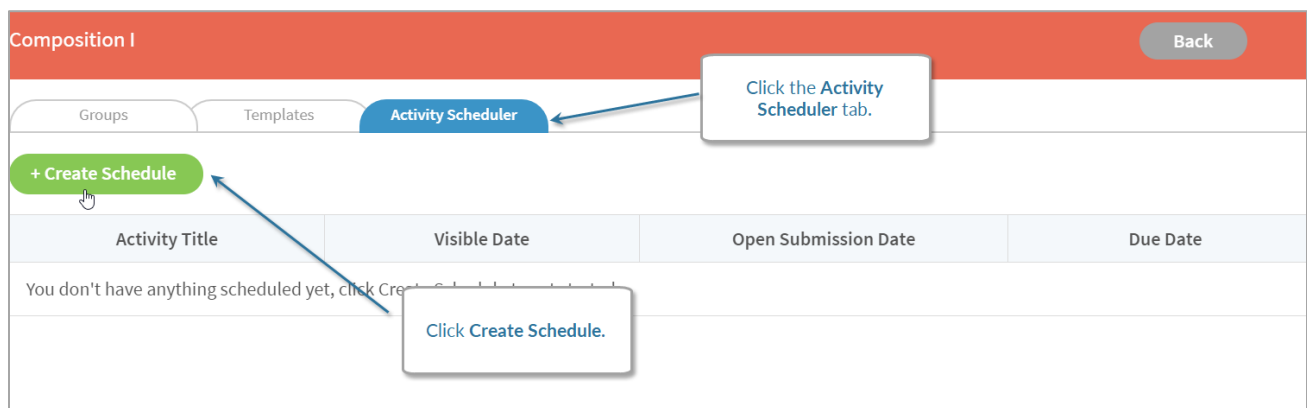 Composition I
Back
Click the Activity
Scheduler tab.
Groups
Templates
Activity Scheduler
+ Create Schedule
Activity Title
Visible Date
Open Submission Date
Due Date
You don't have anything scheduled yet, click
Click Create Schedule.